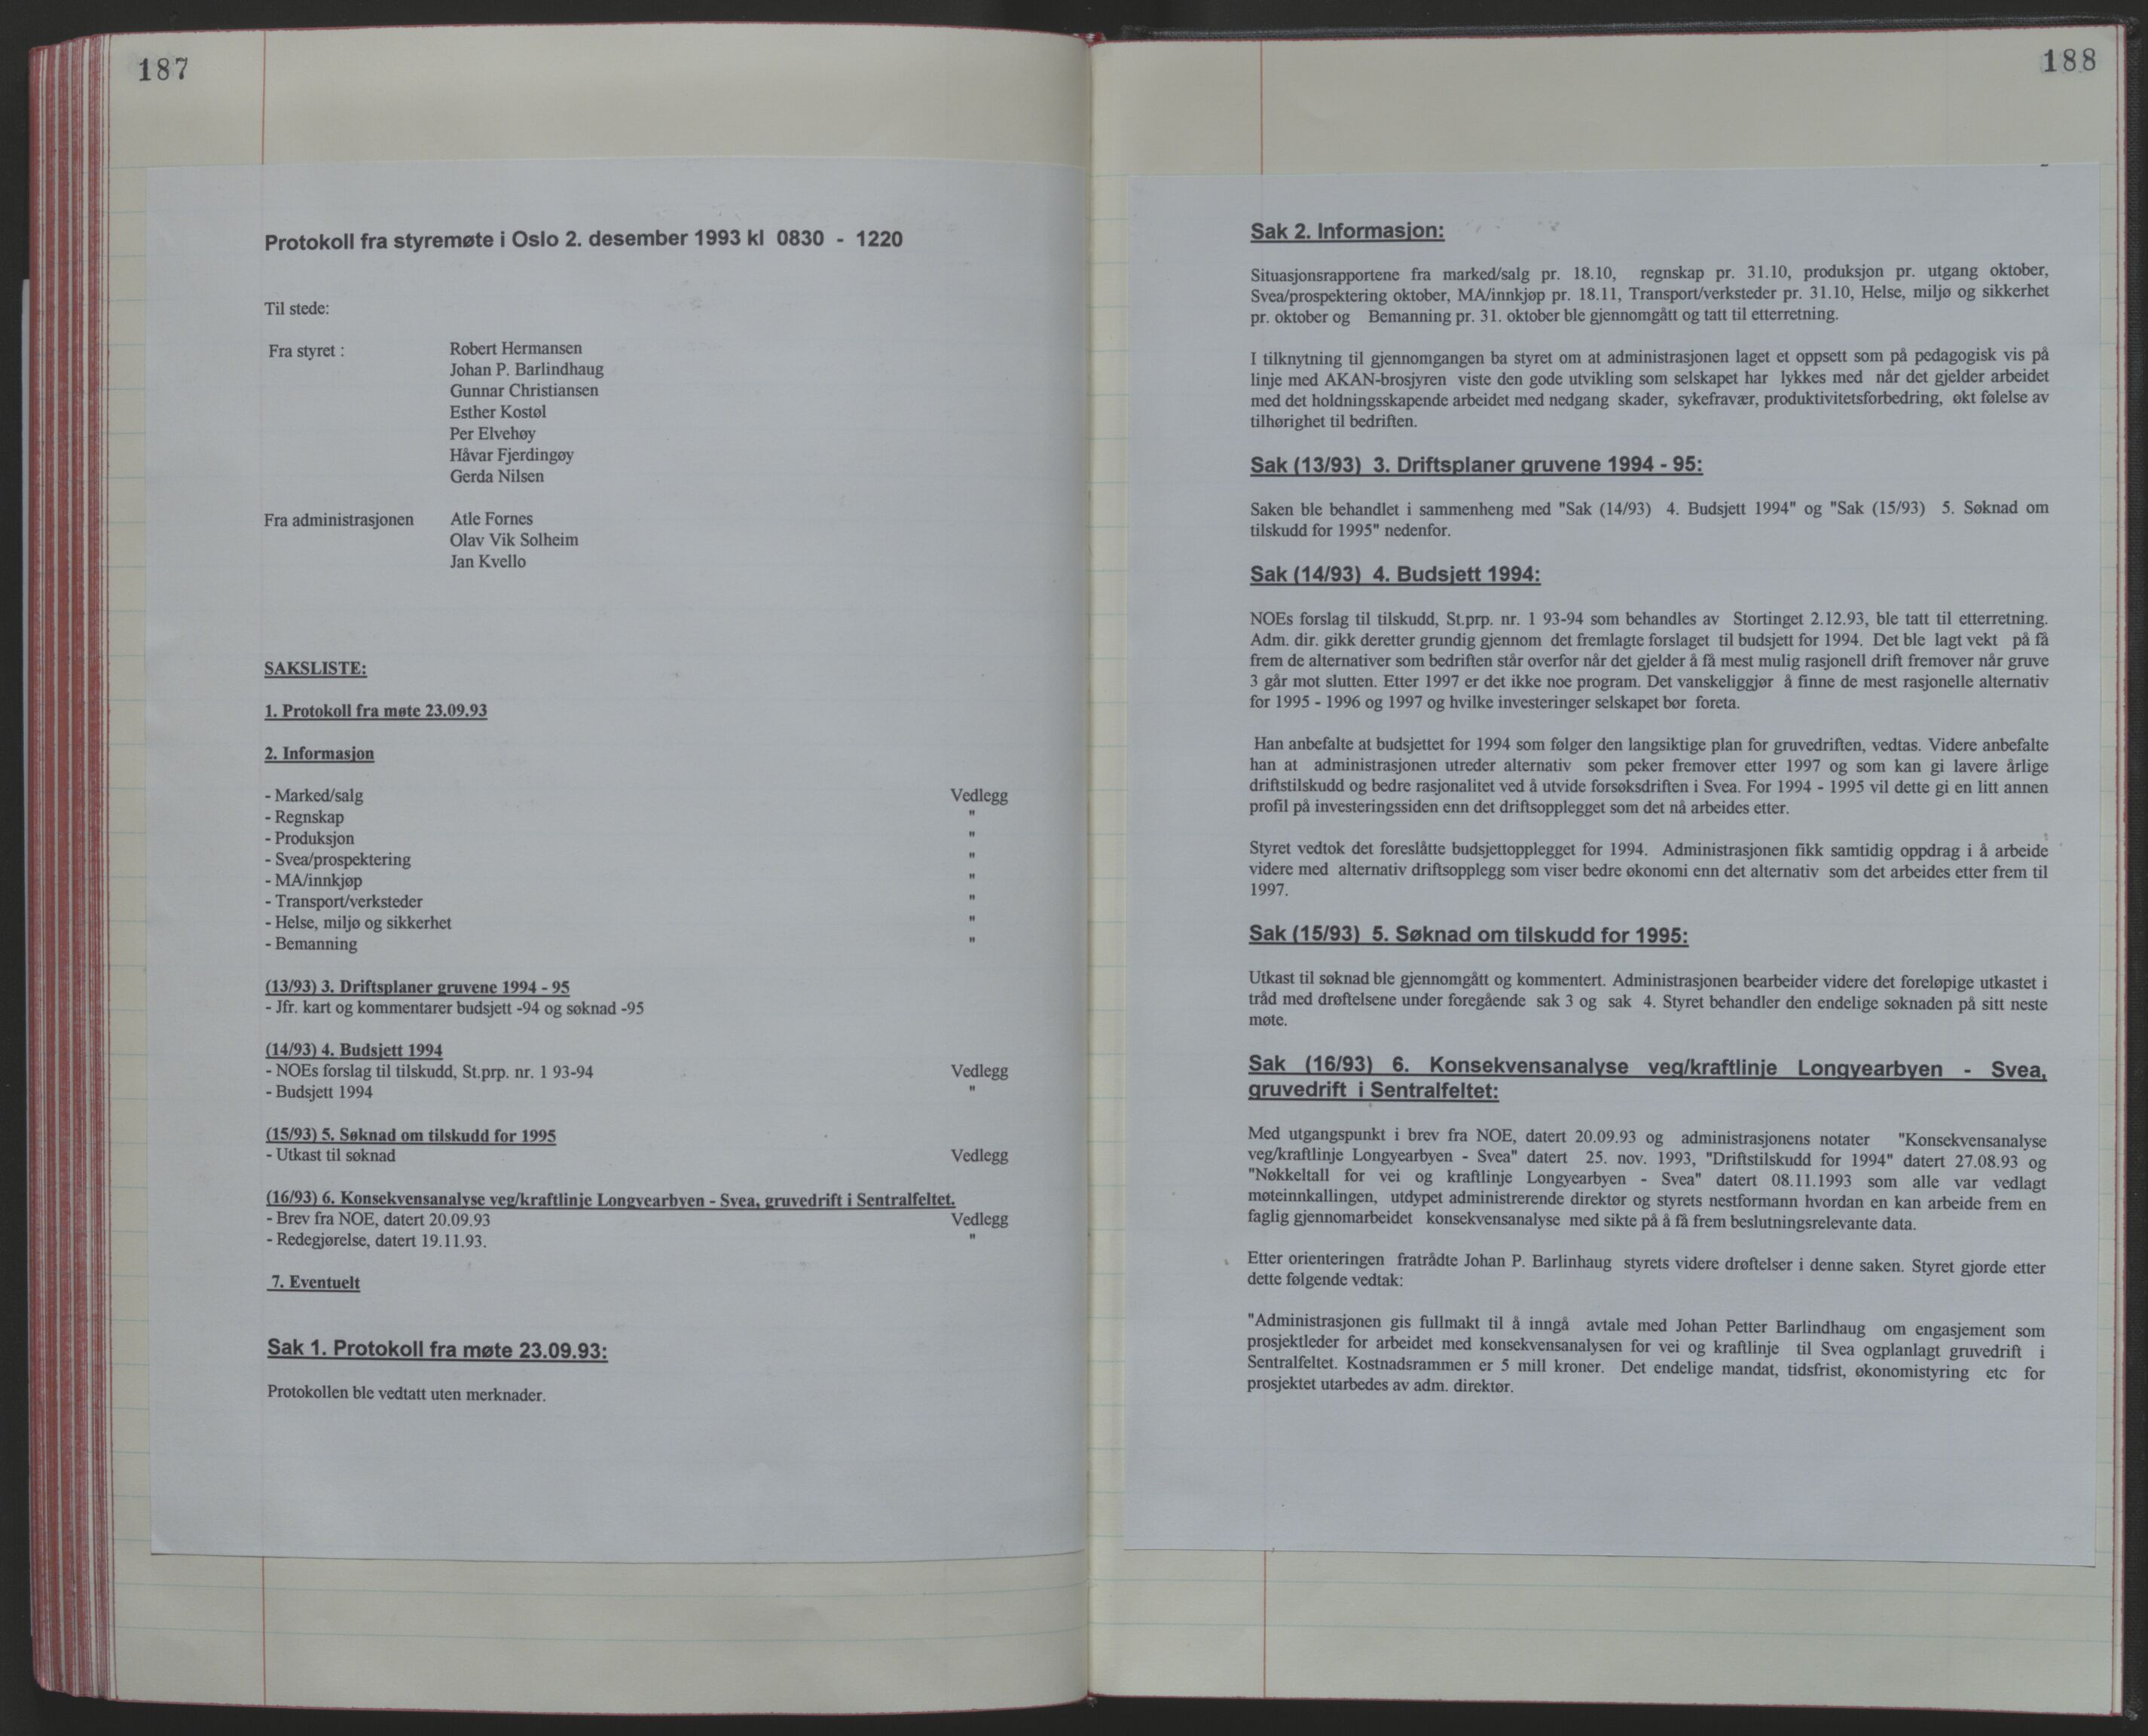 187
Protokoll fra styremøte i Oslo 2. desember 1993 kl 0830 - 1220
Til stede:
Fra styret : Robert Hermansen
Johan P. Barlindhaug
Gunnar Christiansen
Esther Kostøl
Per Elvehøy
Håvar Fjerdingøy
Gerda Nilsen
Fra administrasjonen Atle Fornes
Olav Vik Solheim
Jan Kvello
SAKSLISTE:
1. Protokoll fra møte 23.09.93
2. Informasjon
- Marked/salg Vedlegg
- Regnskap "
- Produksjon "
- Svea/prospektering "
- MA/innkjøp "
- Transport/verksteder "
- Helse, miljø og sikkerhet "
- Bemanning "
(13/93) 3. Driftsplaner gruvene 1994 - 95
- Jfr. kart og kommentarer budsjett -94 og søknad -95
(14/93) 4. Budsjett 1994
- NOEs forslag til tilskudd, St.prp. nr. 1 93-94 Vedlegg
- Budsjett 1994 "
(15/93) 5. Søknad om tilskudd for 1995
- Utkast til søknad Vedlegg
(16/93) 6. Konsekvensanalyse veg/kraftlinje Longyearbyen - Svea, gruvedrift i Sentralfeltet.
- Brev fra NOE, datert 20.09.93 Vedlegg
- Redegjørelse, datert 19.11.93. "
7. Eventuelt
Sak 1. Protokoll fra møte 23.09.93:
Protokollen ble vedtatt uten merknader.
188
Sak 2. Informasjon:
Situasjonsrapportene fra marked/salg pr. 18.10, regnskap pr. 31.10, produksjon pr. utgang oktober,
Svea/prospektering oktober, MA/innkjøp pr. 18.11, Transport/verksteder pr. 31.10, Helse, miljø og sikkerhet
pr. oktober og Bemanning pr. 31. oktober ble gjennomgått og tatt til etterretning.
I tilknytning til gjennomgangen ba styret om at administrasjonen laget et oppsett som på pedagogisk vis på
linje med AKAN-brosjyren viste den gode utvikling som selskapet har lykkes med når det gjelder arbeidet
med det holdningsskapende arbeidet med nedgang skader, sykefravær, produktivitetsforbedring, økt følelse av
tilhørighet til bedriften.
Sak (13/93) 3. Driftsplaner gruvene 1994 - 95:
Saken ble behandlet i sammenheng med "Sak (14/93) 4. Budsjett 1994" og "Sak (15/93) 5. Søknad om
tilskudd for 1995" nedenfor.
Sak (14/93) 4. Budsjett 1994:
NOEs forslag til tilskudd, St.prp. nr. 1 93-94 som behandles av Stortinget 2.12.93, ble tatt til etterretning.
Adm. dir. gikk deretter grundig gjennom det fremlagte forslaget til budsjett for 1994. Det ble lagt vekt på få
frem de alternativer som bedriften står overfor når det gjelder å få mest mulig rasjonell drift fremover når gruve
3 går mot slutten. Etter 1997 er det ikke noe program. Det vanskeliggjør å finne de mest rasjonelle alternativ
for 1995 - 1996 og 1997 og hvilke investeringer selskapet bør foreta.
Han anbefalte at budsjettet for 1994 som følger den langsiktige plan for gruvedriften, vedtas. Videre anbefalte
han at administrasjonen utreder alternativ som peker fremover etter 1997 og som kan gi lavere årlige
driftstilskudd og bedre rasjonalitet ved å utvide forsøksdriften i Svea. For 1994 - 1995 vil dette gi en litt annen
profil på investeringssiden enn det driftsopplegget som det nå arbeides etter.
Styret vedtok det foreslåtte budsjettopplegget for 1994. Administrasjonen fikk samtidig oppdrag i å arbeide
videre med alternativ driftsopplegg som viser bedre økonomi enn det alternativ som det arbeides etter frem til
1997.
Sak (15/93) 5. Søknad om tilskudd for 1995:
Utkast til søknad ble gjennomgått og kommentert. Administrasjonen bearbeider videre det foreløpige utkastet i
tråd med drøftelsene under foregående sak 3 og sak 4. Styret behandler den endelige søknaden på sitt neste
møte.
Sak (16/93) 6. Konsekvensanalyse veg/kraftlinje Longyearbyen - Svea,
gruvedrift i Sentralfeltet:
Med utgangspunkt i brev fra NOE, datert 20.09.93 og administrasjonens notater "Konsekvensanalyse
veg/kraftlinje Longyearbyen - Svea" datert 25. nov. 1993, "Driftstilskudd for 1994" datert 27.08.93 og
"Nøkkeltall for vei og kraftlinje Longyearbyen - Svea" datert 08.11.1993 som alle var vedlagt
møteinnkallingen, utdypet administrerende direktør og styrets nestformann hvordan en kan arbeide frem en
faglig gjennomarbeidet konsekvensanalyse med sikte på å få frem beslutningsrelevante data.
Etter orienteringen fratrådte Johan P. Barlinhaug styrets videre drøftelser i denne saken. Styret gjorde etter
dette følgende vedtak:
"Administrasjonen gis fullmakt til å inngå avtale med Johan Petter Barlindhaug om engasjement som
prosjektleder for arbeidet med konsekvensanalysen for vei og kraftlinje til Svea ogplanlagt gruvedrift i
Sentralfeltet. Kostnadsrammen er 5 mill kroner. Det endelige mandat, tidsfrist, økonomistyring etc for
prosjektet utarbedes av adm. direktør.